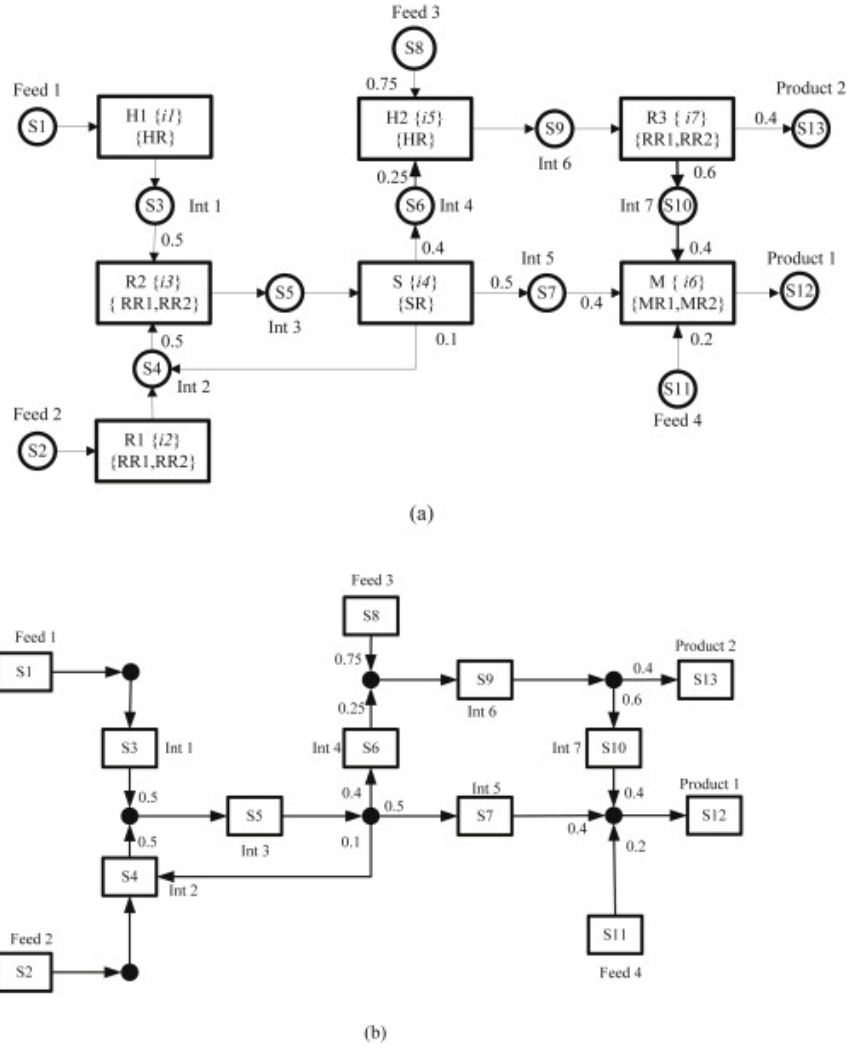 Feed 3
S8
0.75
Feed 1
S1
H1 {i1}
{HR}
H2 {i5}
{HR}
S9
Int 6
R3 { i7}
{RR1,RR2}
0.4
Product 2
S13
0.25
0.6
S3
Int 1
S6
Int 4
Int 7
S10
0.5
0.4
0.4
R2 {i3}
{ RR1,RR2}
S5
Int 3
S {i4}
{SR}
0.5
Int 5
S7
0.4
M { i6}
{MR1,MR2}
Product 1
S12
0.5
0.1
0.2
S4
Int 2
S11
Feed 4
Feed 2
S2
R1 {i2}
{RR1,RR2}
(a)
Feed 3
S8
Feed 1
S1
0.75
Product 2
0.4
S9
S13
Int 6
0.25
0.6
S3
Int 1
Int 4
S6
Int 7
S10
0.5
0.4
0.5
Int 5
0.4
Product 1
S5
S7
S12
Int 3
0.5
0.1
0.4
0.2
S4
Int 2
Feed 2
S2
S11
Feed 4
(b)